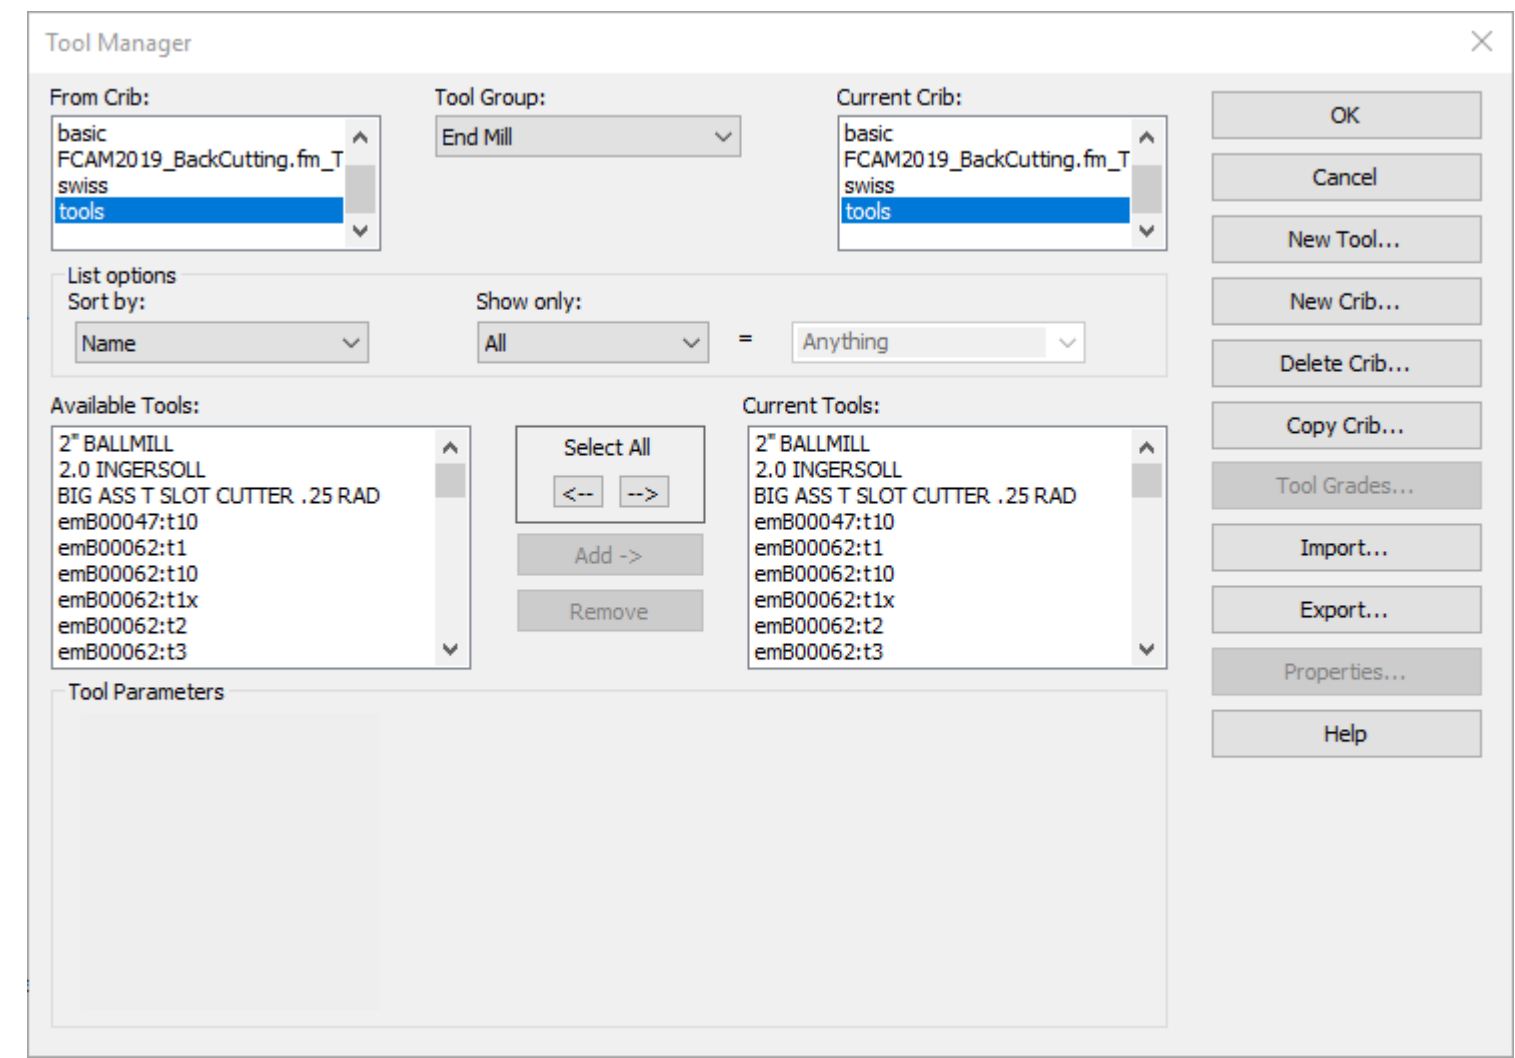 Tool Manager
From Crib:
basic
FCAM2019_BackCutting.fm_T
swiss
tools
Tool Group:
End Mill
Current Crib:
basic
FCAM2019_BackCutting.fm_T
swiss
tools
List options
Sort by:
Name
Show only:
All
=
Anything
Available Tools:
2" BALLMILL
2.0 INGERSOLL
BIG ASS T SLOT CUTTER .25 RAD
emB00047:t10
emB00062:t1
emB00062:t10
emB00062:t1x
emB00062:t2
emB00062:t3
Select All
<-- -->
Add ->
Remove
Current Tools:
2" BALLMILL
2.0 INGERSOLL
BIG ASS T SLOT CUTTER .25 RAD
emB00047:t10
emB00062:t1
emB00062:t10
emB00062:t1x
emB00062:t2
emB00062:t3
Tool Parameters
OK
Cancel
New Tool...
New Crib...
Delete Crib...
Copy Crib...
Tool Grades...
Import...
Export...
Properties...
Help